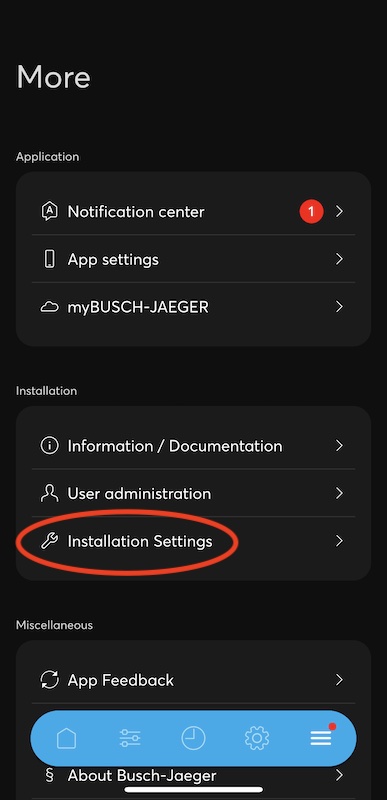 More
Application
Notification center 1
App settings
myBUSCH-JAEGER
Installation
Information / Documentation
User administration
Installation Settings
Miscellaneous
App Feedback
§ About Busch-Jaeger